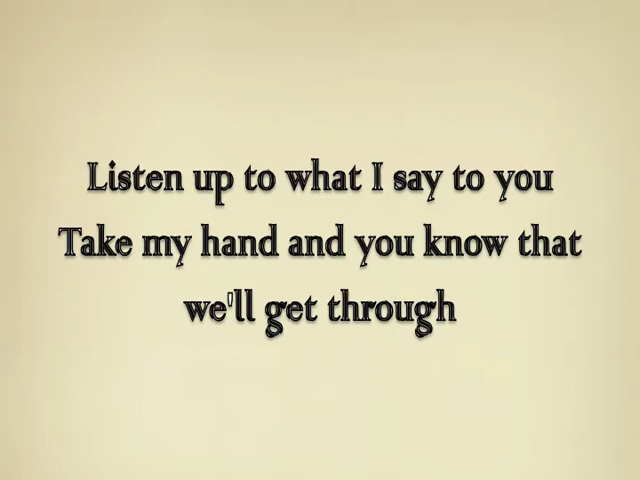 Listen up to what I say to you
Take my hand and you know that
we'll get through